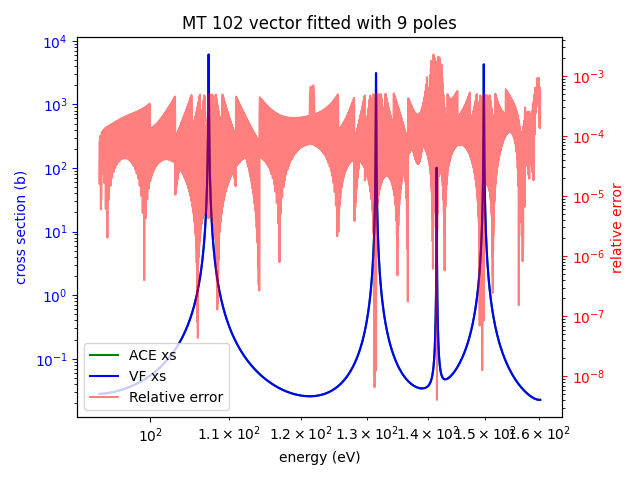 MT 102 vector fitted with 9 poles
10⁴
10³
10²
10¹
10⁰
10⁻¹
cross section (b)
10⁻³
10⁻⁴
10⁻⁵
10⁻⁶
10⁻⁷
10⁻⁸
relative error
ACE xs
VF xs
Relative error
10² 1.1 × 10² 1.2 × 10² 1.3 × 10² 1.4 × 10² 1.5 × 10² 1.6 × 10²
energy (eV)